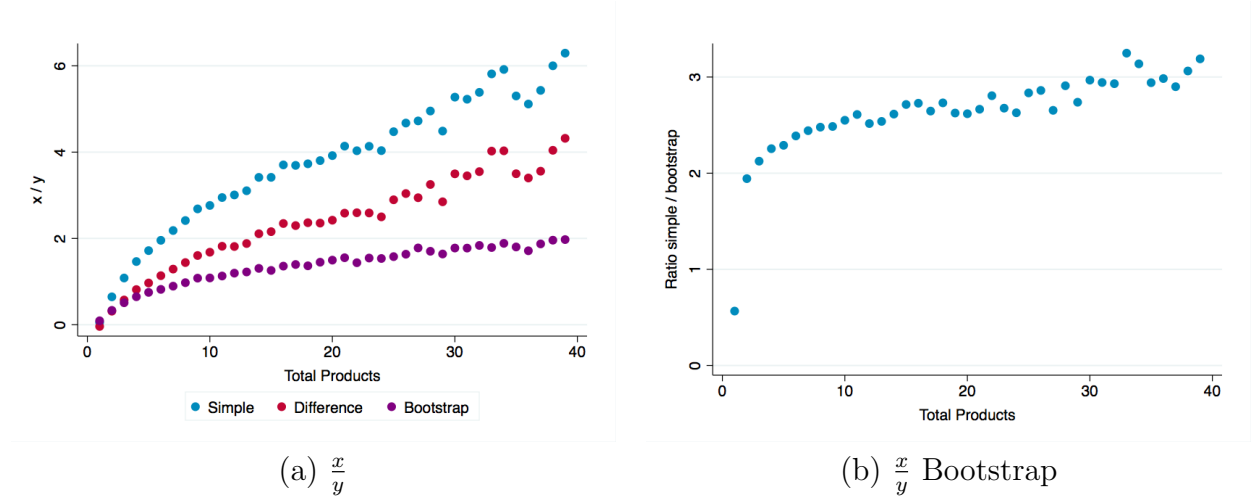 x / y
6
4
2
0
0 10 20 30 40
Total Products
Simple Difference Bootstrap
(a) x/y
Ratio simple / bootstrap
3
2
1
0
0 10 20 30 40
Total Products
(b) x/y Bootstrap